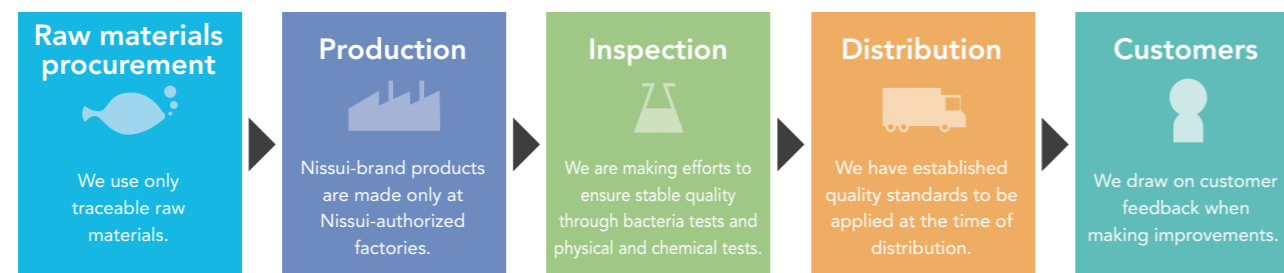 Raw materials
procurement
We use only
traceable raw
materials.
Production
Nissui-brand products
are made only at
Nissui-authorized
factories.
Inspection
We are making efforts to
ensure stable quality
through bacteria tests and
physical and chemical tests.
Distribution
We have established
quality standards to be
applied at the time of
distribution.
Customers
We draw on customer
feedback when
making improvements.